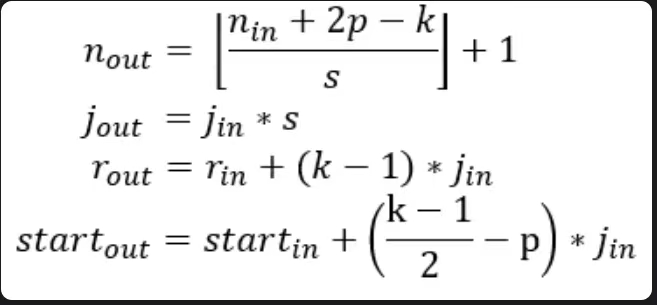 n_out = ⌊(n_in + 2p − k) / s⌋ + 1
j_out = j_in * s
r_out = r_in + (k − 1) * j_in
start_out = start_in + ((k − 1) / 2 − p) * j_in